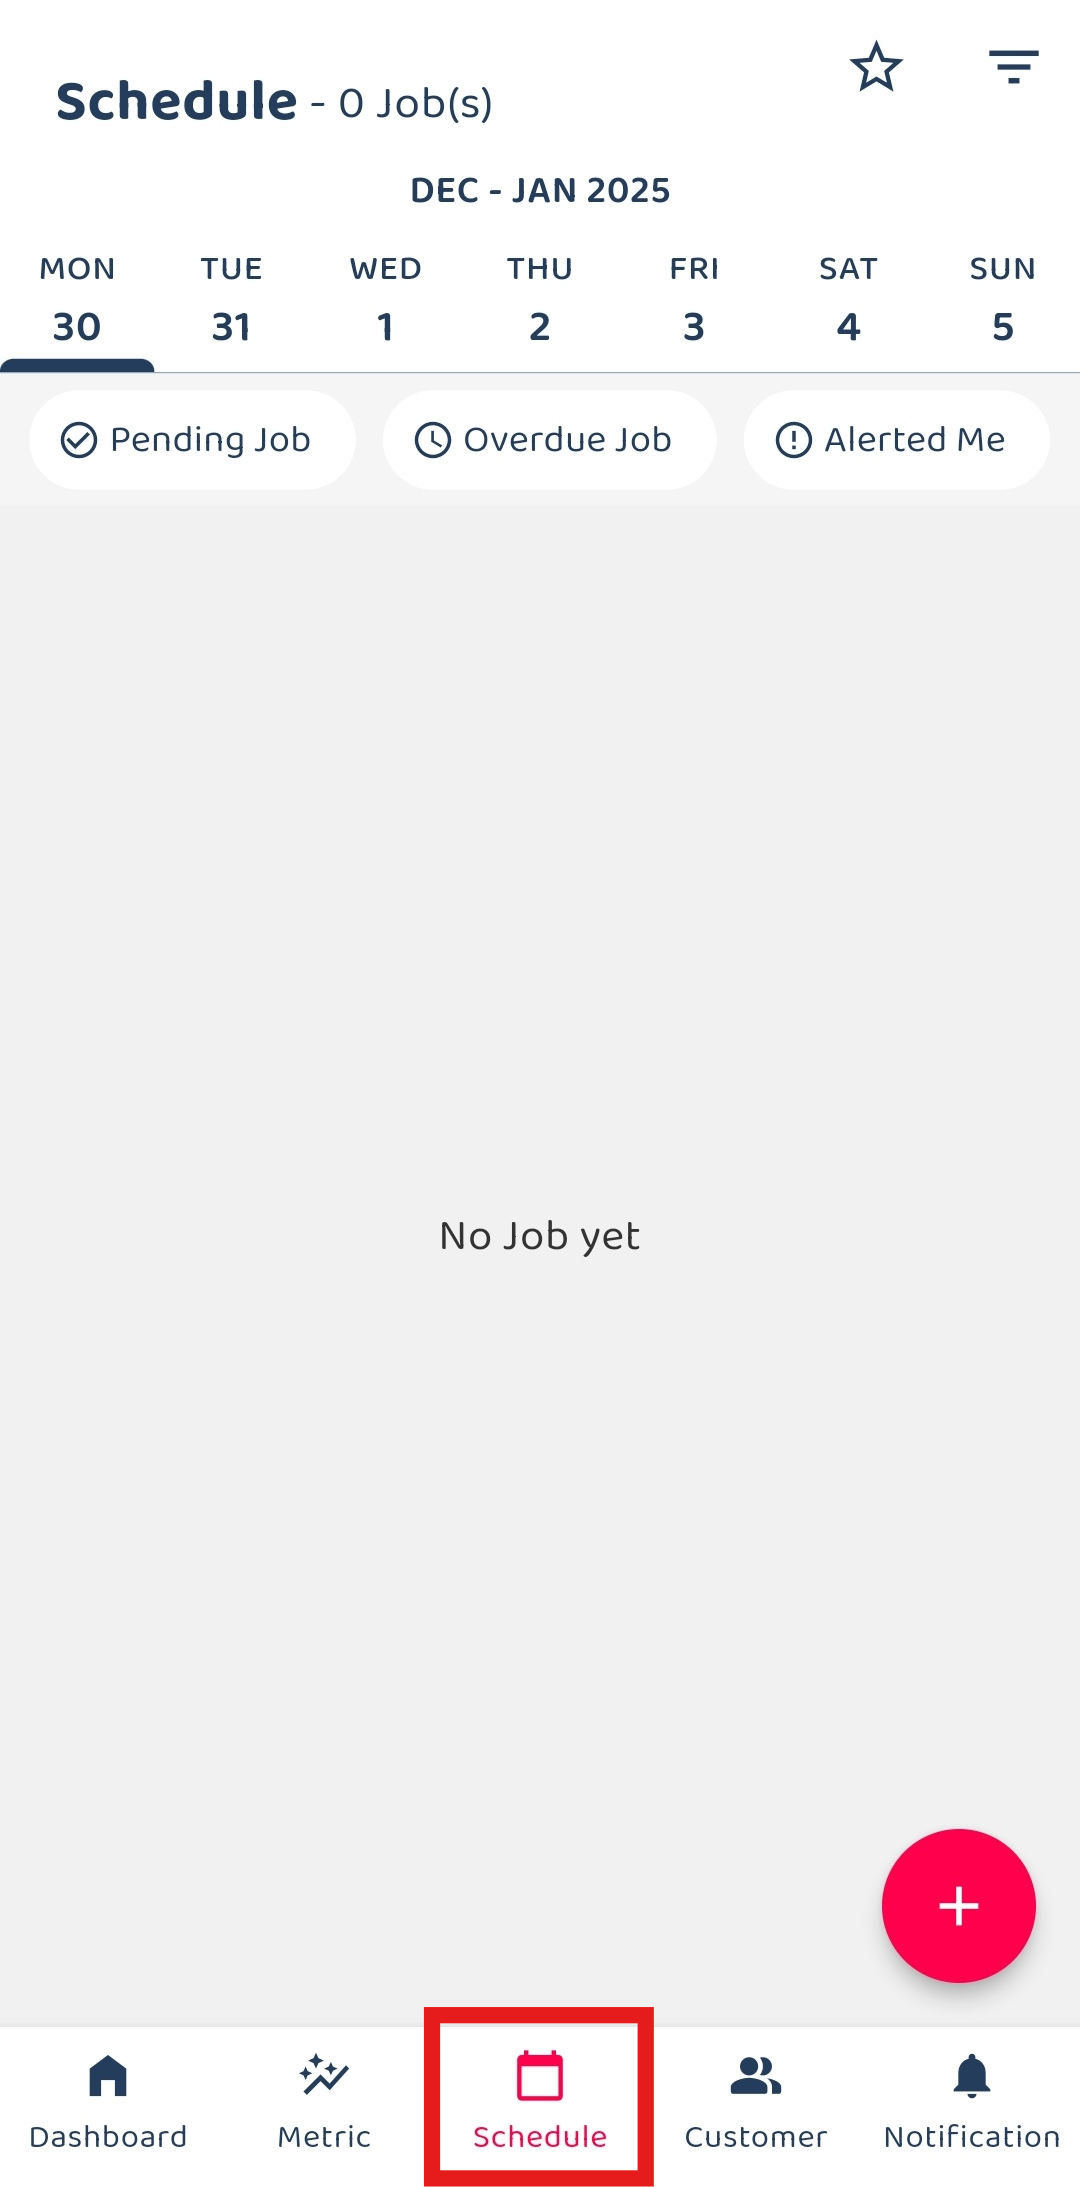 Schedule - 0 Job(s)
DEC - JAN 2025
MON TUE WED THU FRI SAT SUN
30 31 1 2 3 4 5
Pending Job Overdue Job Alerted Me
No Job yet
Dashboard Metric Schedule Customer Notification